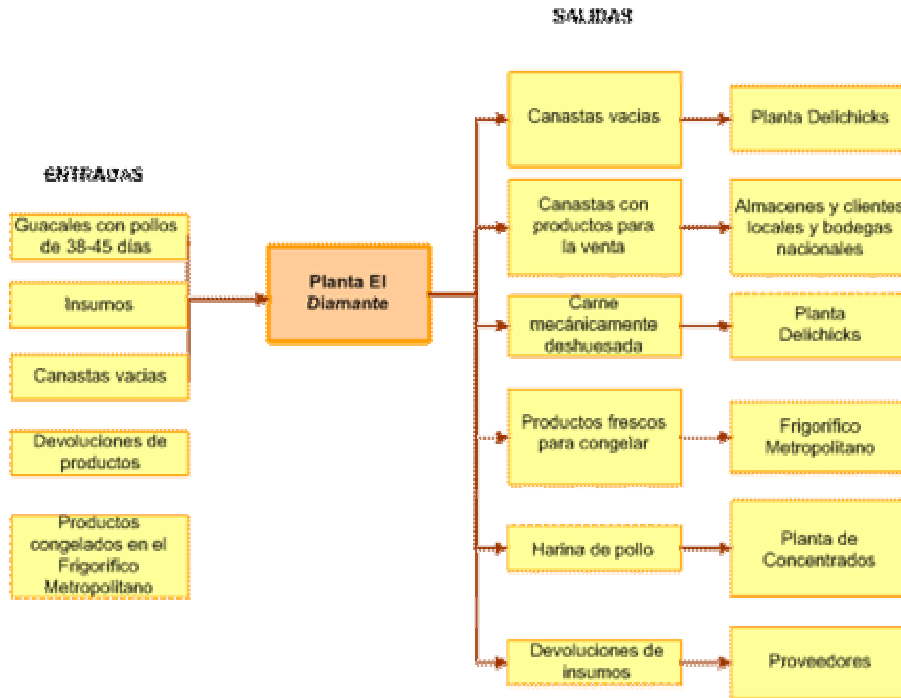 SALIDAS
ENTRADAS
Guacales con pollos
de 38-45 días
Insumos
Canastas vacias
Devoluciones de
productos
Productos
congelados en el
Frigorífico
Metropolitano
Planta El
Diamante
Canastas vacias
Planta Delichicks
Canastas con
productos para
la venta
Almacenes y clientes
locales y bodegas
nacionales
Carne
mecánicamente
deshuesada
Planta
Delichicks
Productos frescos
para congelar
Frigorífico
Metropolitano
Harina de pollo
Planta de
Concentrados
Devoluciones de
insumos
Proveedores